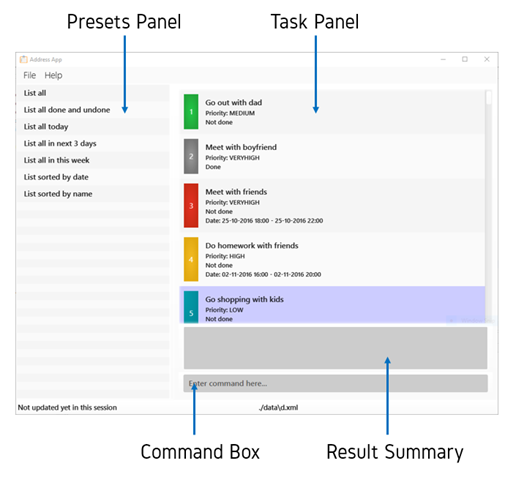 Presets Panel
Task Panel
Address App
File Help
List all
List all done and undone
List all today
List all in next 3 days
List all in this week
List sorted by date
List sorted by name
1
Go out with dad
Priority: MEDIUM
Not done
2
Meet with boyfriend
Priority: VERYHIGH
Done
3
Meet with friends
Priority: VERYHIGH
Not done
Date: 25-10-2016 18:00 - 25-10-2016 22:00
4
Do homework with friends
Priority: HIGH
Not done
Date: 02-11-2016 16:00 - 02-11-2016 20:00
5
Go shopping with kids
Priority: LOW
Not done
Enter command here...
Not updated yet in this session
./data\d.xml
Command Box
Result Summary